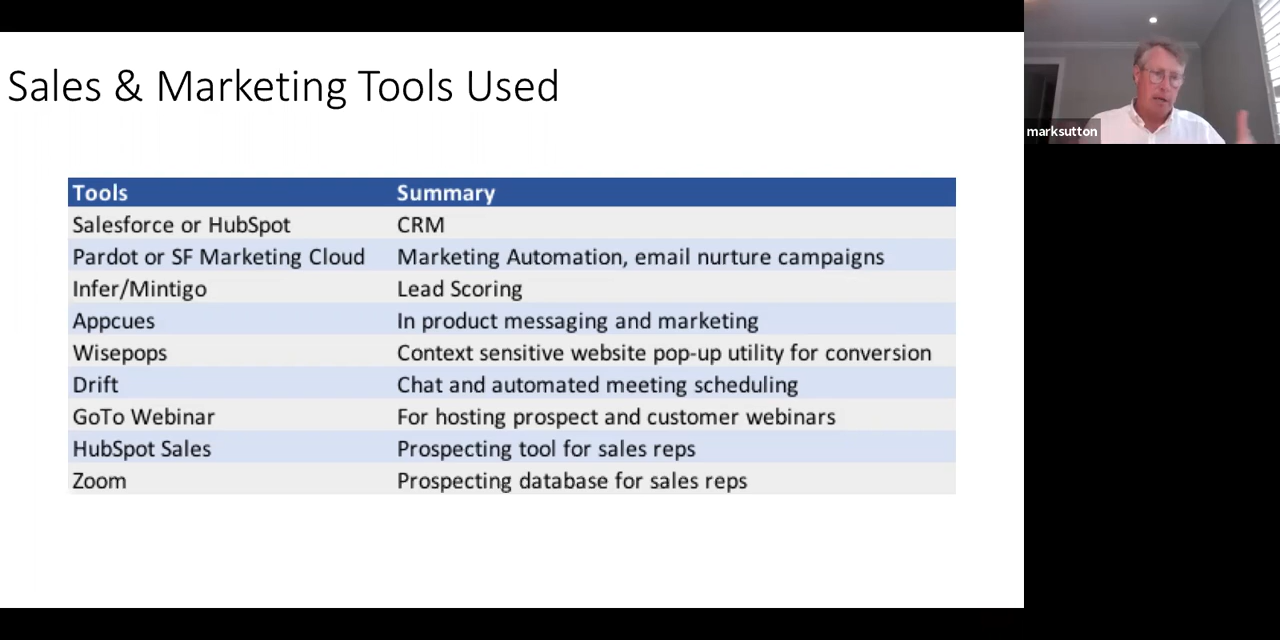 Sales & Marketing Tools Used
marksutton
Tools Summary
Salesforce or HubSpot CRM
Pardot or SF Marketing Cloud Marketing Automation, email nurture campaigns
Infer/Mintigo Lead Scoring
Appcues In product messaging and marketing
Wisepops Context sensitive website pop-up utility for conversion
Drift Chat and automated meeting scheduling
GoTo Webinar For hosting prospect and customer webinars
HubSpot Sales Prospecting tool for sales reps
Zoom Prospecting database for sales reps